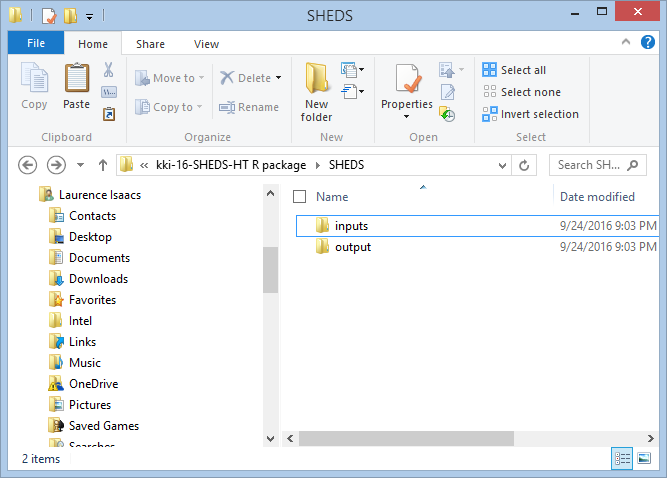 SHEDS
File Home Share View
Copy Paste Move to Copy to Delete Rename New folder Properties Select all Select none Invert selection
Clipboard Organize New Open Select
« kki-16-SHEDS-HT R package SHEDS Search SH...
Laurence Isaacs
Contacts
Desktop
Documents
Downloads
Favorites
Intel
Links
Music
OneDrive
Pictures
Saved Games
Searches
Name Date modified
inputs 9/24/2016 9:03 PM
output 9/24/2016 9:03 PM
2 items